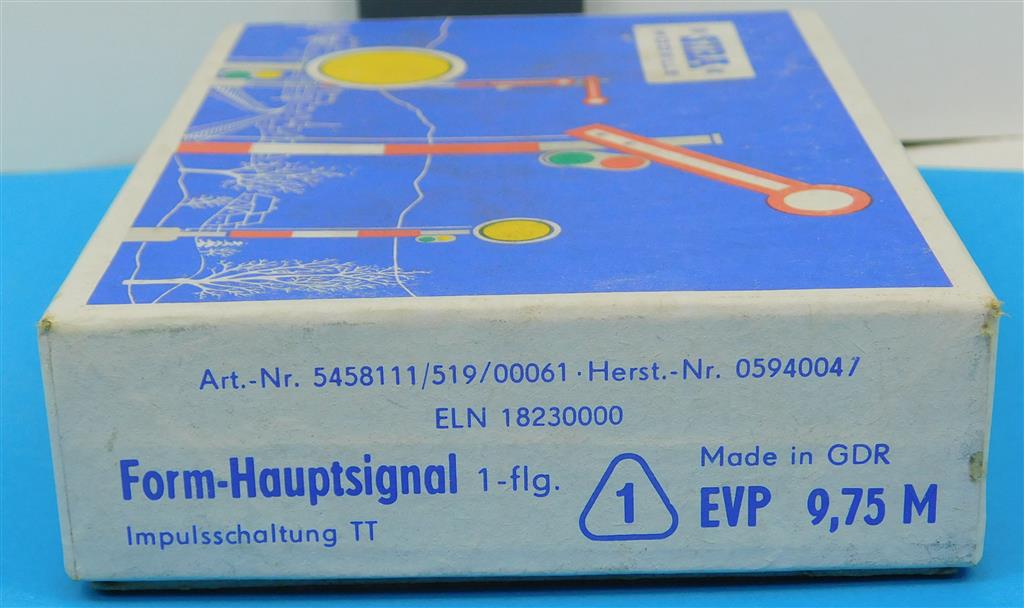 Art.-Nr. 5458111/519/00061 · Herst.-Nr. 05940047
ELN 18230000
Form-Hauptsignal 1-flg.
Impulsschaltung TT
1
Made in GDR
EVP 9,75 M